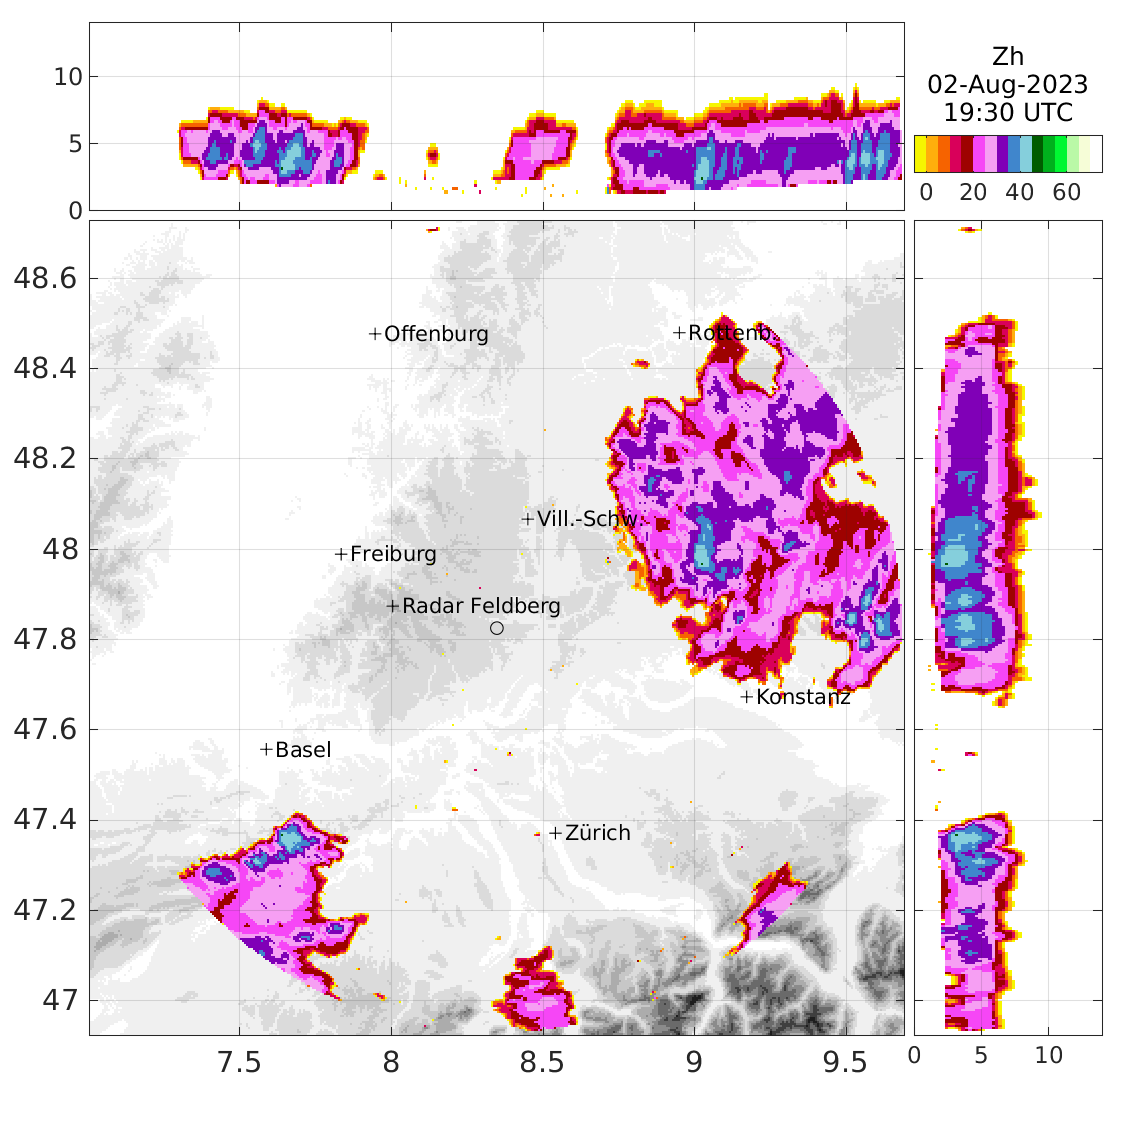 10
5
0
Zh
02-Aug-2023
19:30 UTC
0 20 40 60
48.6
48.4
48.2
48
47.8
47.6
47.4
47.2
47
+Offenburg
+Rottenb.
+Vill.-Schw.
+Freiburg
+Radar Feldberg
+Konstanz
+Basel
+Zürich
7.5 8 8.5 9 9.5
0 5 10